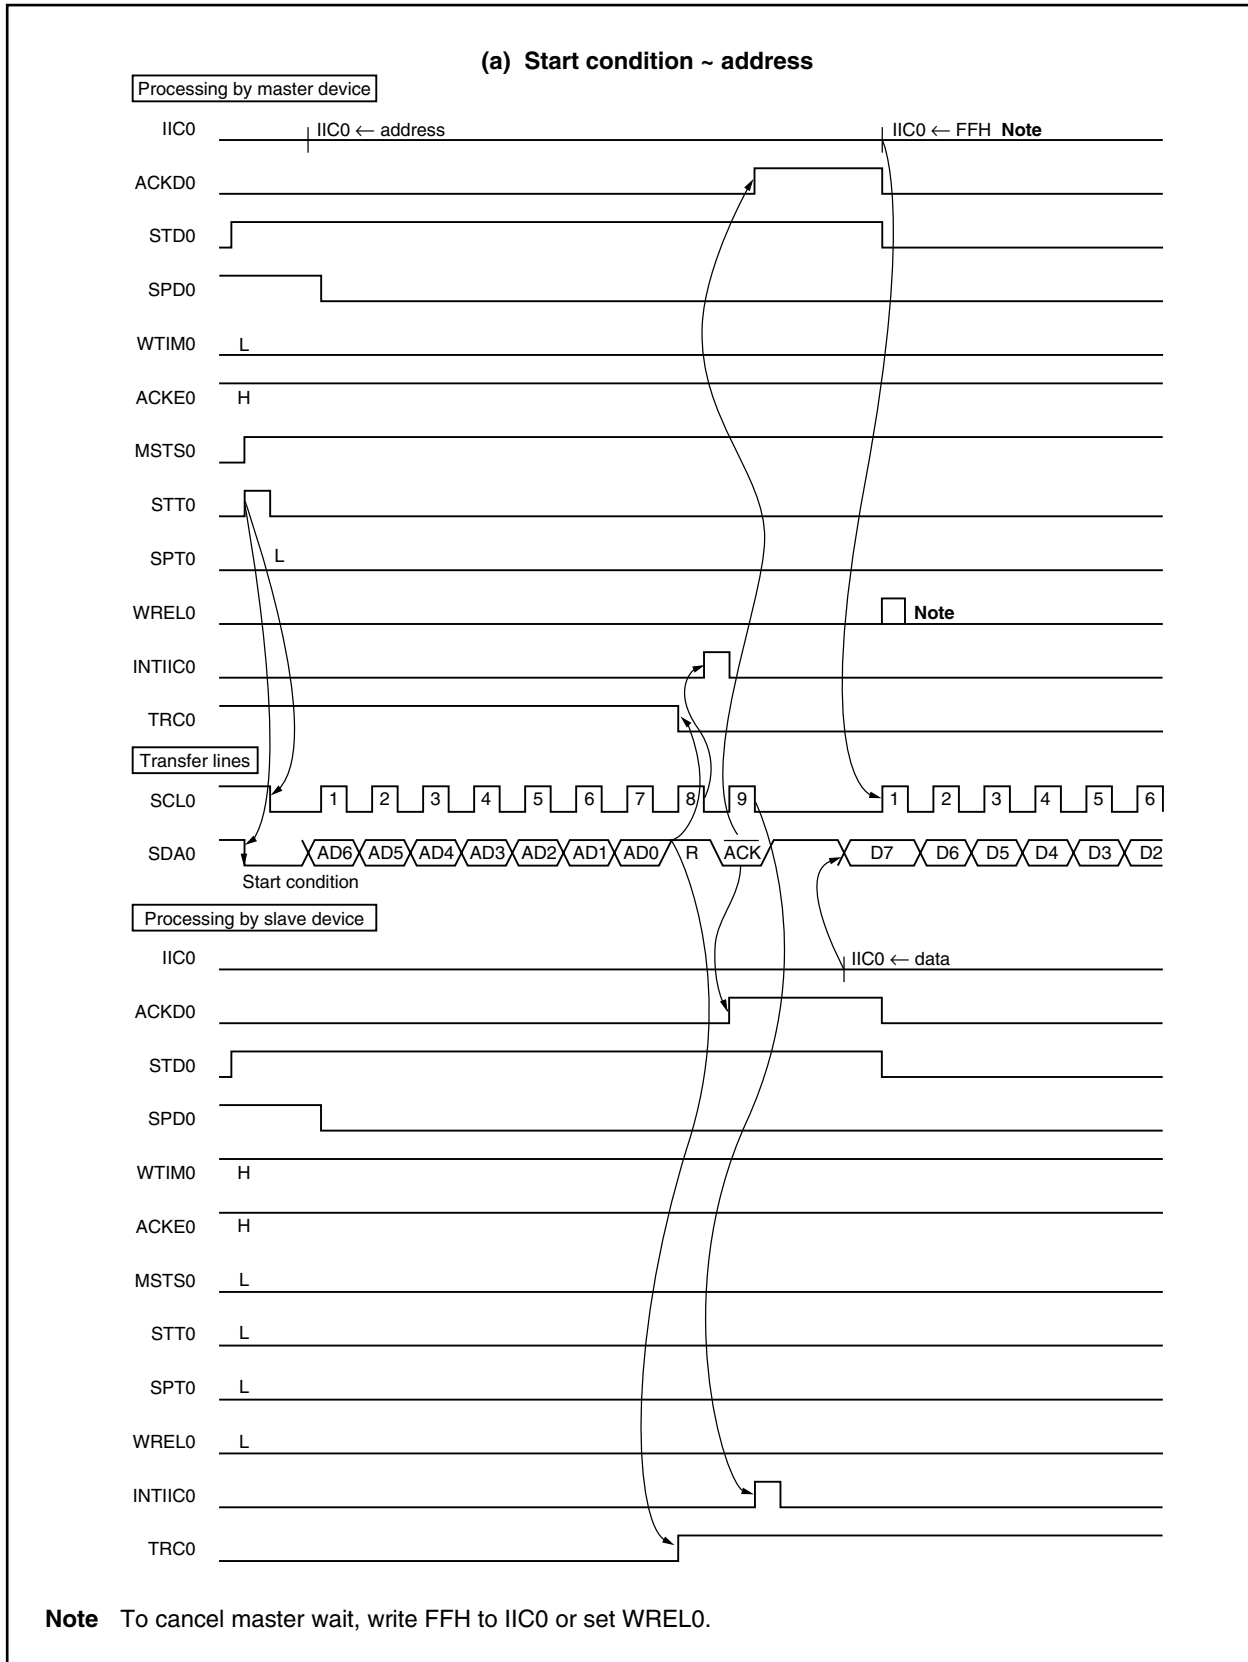 (a) Start condition ~ address
Processing by master device
IIC0 IIC0 ← address IIC0 ← FFH Note
ACKD0
STD0
SPD0
WTIM0 L
ACKE0 H
MSTS0
STT0
SPT0 L
WREL0 Note
INTIIC0
TRC0
Transfer lines
SCL0 1 2 3 4 5 6 7 8 9 1 2 3 4 5 6
SDA0 AD6 AD5 AD4 AD3 AD2 AD1 AD0 R A̅C̅K̅ D7 D6 D5 D4 D3 D2
Start condition
Processing by slave device
IIC0 IIC0 ← data
ACKD0
STD0
SPD0
WTIM0 H
ACKE0 H
MSTS0 L
STT0 L
SPT0 L
WREL0 L
INTIIC0
TRC0
Note To cancel master wait, write FFH to IIC0 or set WREL0.